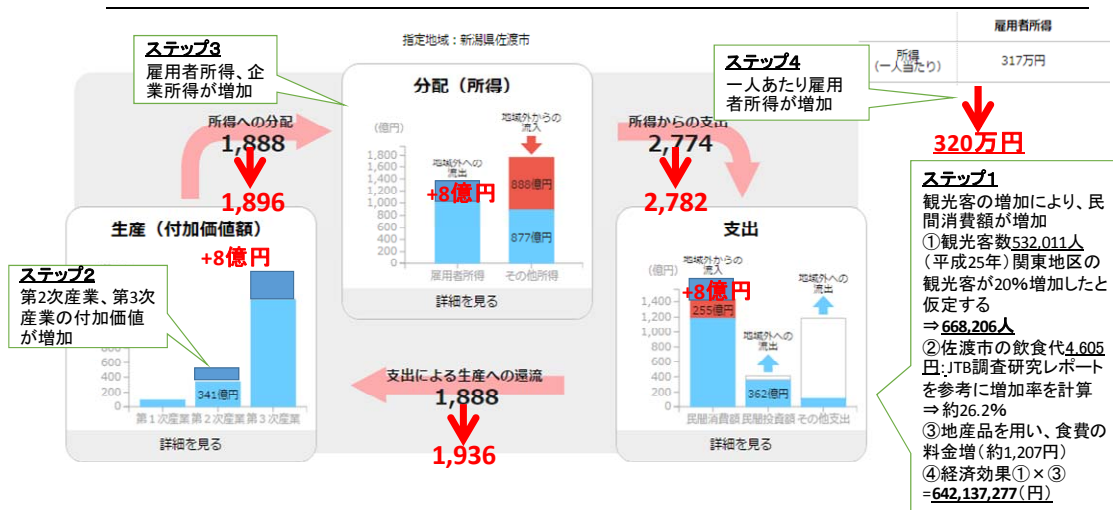 指定地域：新潟県佐渡市
雇用者所得
所得
（一人当たり）
317万円
320万円
ステップ3
雇用者所得、企
業所得が増加
ステップ4
一人あたり雇用
者所得が増加
所得への分配
1,888
1,896
分配（所得）
（億円）
1,800
1,600
1,400
1,200
1,000
800
600
400
200
0
地域外への
流出
+8億円
地域外からの
流入
888億円
877億円
雇用者所得
その他所得
詳細を見る
所得からの支出
2,774
2,782
生産（付加価値額）
+8億円
ステップ2
第2次産業、第3次
産業の付加価値
が増加
800
600
400
200
0
341億円
第１次産業
第２次産業
第３次産業
詳細を見る
支出による生産への還流
1,888
1,936
支出
（億円）
地域外からの
流入
+8億円
1,400
1,200
1,000
800
600
400
200
0
255億円
地域外への
流出
362億円
地域外への
流出
民間消費額
民間投資額
その他支出
詳細を見る
ステップ1
観光客の増加により、民
間消費額が増加
①観光客数532,011人
（平成25年）関東地区の
観光客が20%増加したと
仮定する
⇒668,206人
②佐渡市の飲食代4,605
円:JTB調査研究レポート
を参考に増加率を計算
⇒約26.2%
③地産品を用い、食費の
料金増（約1,207円）
④経済効果①×③
=642,137,277（円）